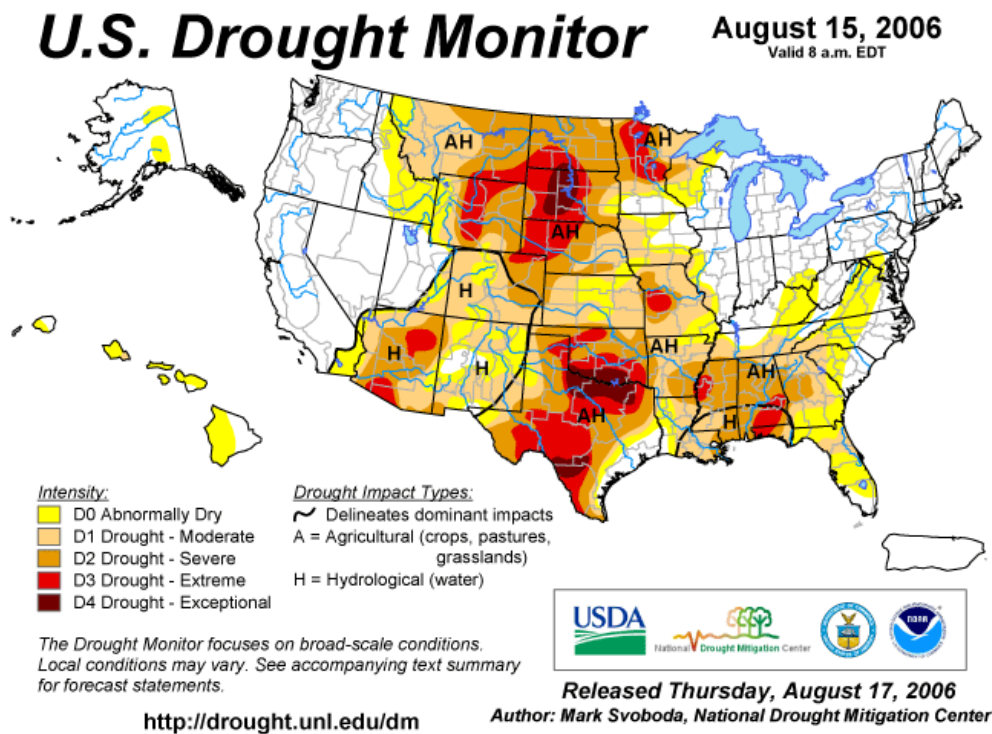 U.S. Drought Monitor
August 15, 2006
Valid 8 a.m. EDT
AH
AH
AH
H
H
H
AH
AH
AH
H
Intensity:
D0 Abnormally Dry
D1 Drought - Moderate
D2 Drought - Severe
D3 Drought - Extreme
D4 Drought - Exceptional
Drought Impact Types:
Delineates dominant impacts
A = Agricultural (crops, pastures,
grasslands)
H = Hydrological (water)
USDA
National Drought Mitigation Center
NOAA
The Drought Monitor focuses on broad-scale conditions.
Local conditions may vary. See accompanying text summary
for forecast statements.
http://drought.unl.edu/dm
Released Thursday, August 17, 2006
Author: Mark Svoboda, National Drought Mitigation Center